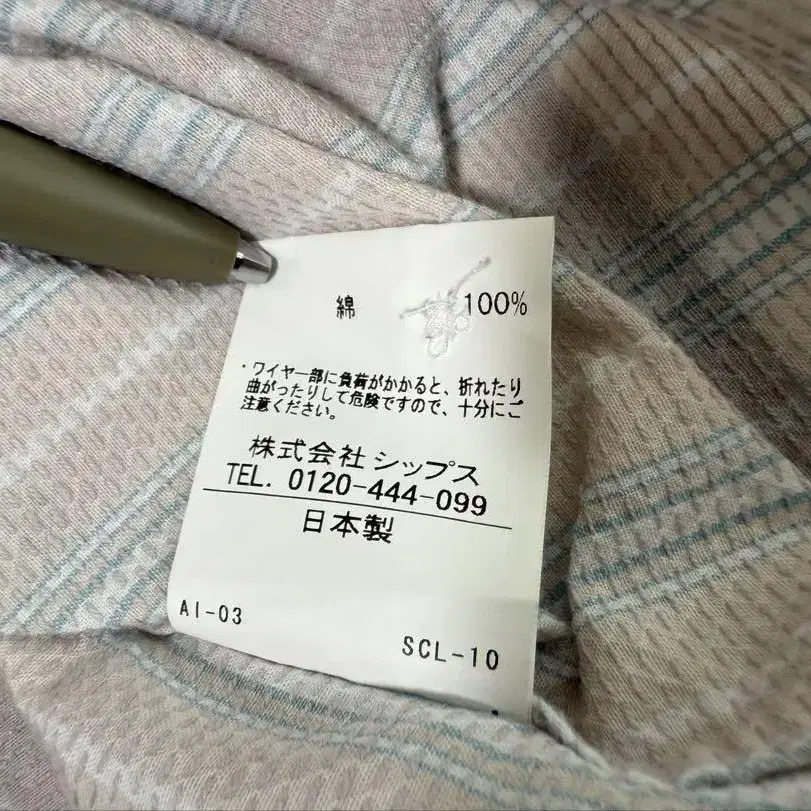 綿 100%
・ワイヤー部に負荷がかかると、折れたり
曲がったりして危険ですので、十分にご
注意ください。
株式会社 シップス
TEL. 0120-444-099
日本製
AI-03
SCL-10